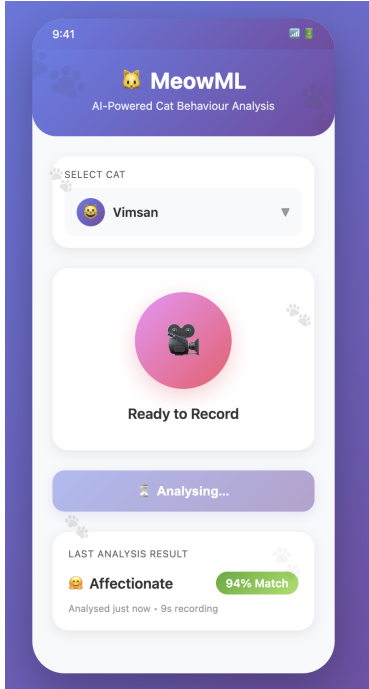 9:41
MeowML
AI-Powered Cat Behaviour Analysis
SELECT CAT
Vimsan
Ready to Record
Analysing...
LAST ANALYSIS RESULT
Affectionate
94% Match
Analysed just now • 9s recording